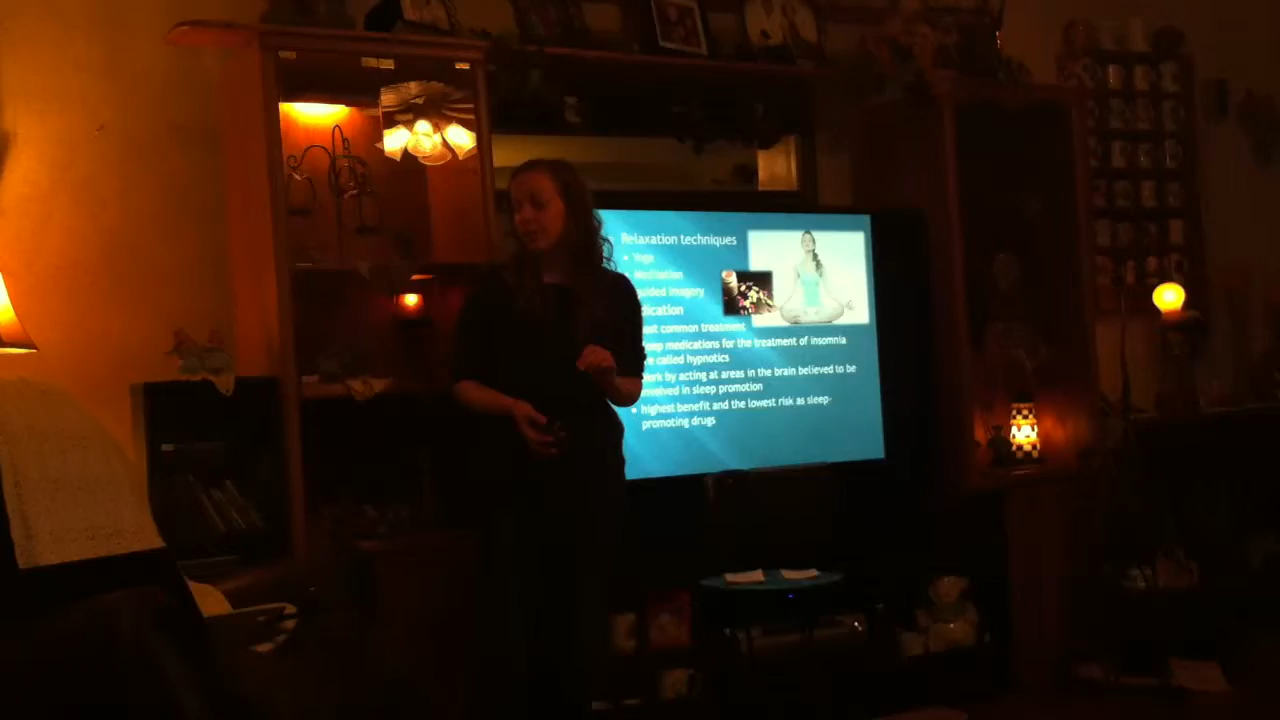 Relaxation techniques
Yoga
Meditation
guided imagery
dication
ost common treatment
eep medications for the treatment of insomnia
e called hypnotics
ork by acting at areas in the brain believed to be
nvolved in sleep promotion
highest benefit and the lowest risk as sleep-
promoting drugs